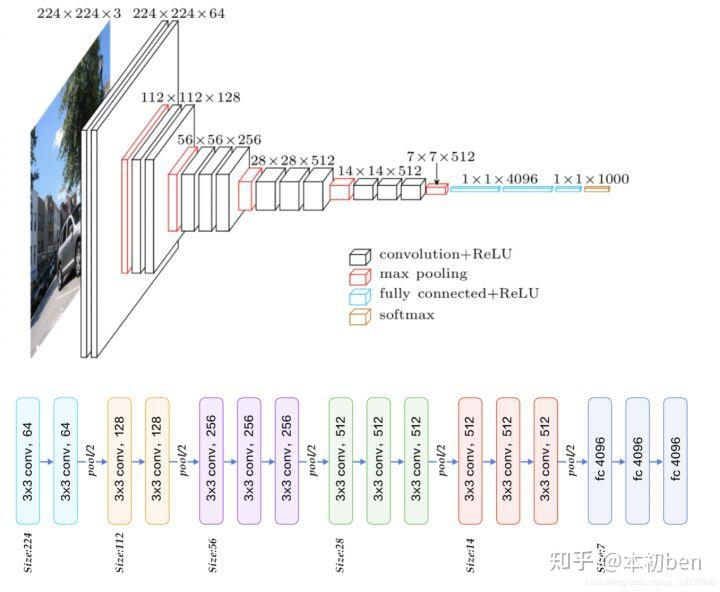 224×224×3
224×224×64
112×112×128
56×56×256
28×28×512
14×14×512
7×7×512
1×1×4096
1×1×1000
convolution+ReLU
max pooling
fully connected+ReLU
softmax
3x3 conv, 64
3x3 conv, 64
pool/2
3x3 conv, 128
3x3 conv, 128
pool/2
3x3 conv, 256
3x3 conv, 256
3x3 conv, 256
pool/2
3x3 conv, 512
3x3 conv, 512
3x3 conv, 512
pool/2
3x3 conv, 512
3x3 conv, 512
3x3 conv, 512
pool/2
fc 4096
fc 4096
fc 4096
Size:224
Size:112
Size:56
Size:28
Size:14
Size:7
知乎 @本初ben